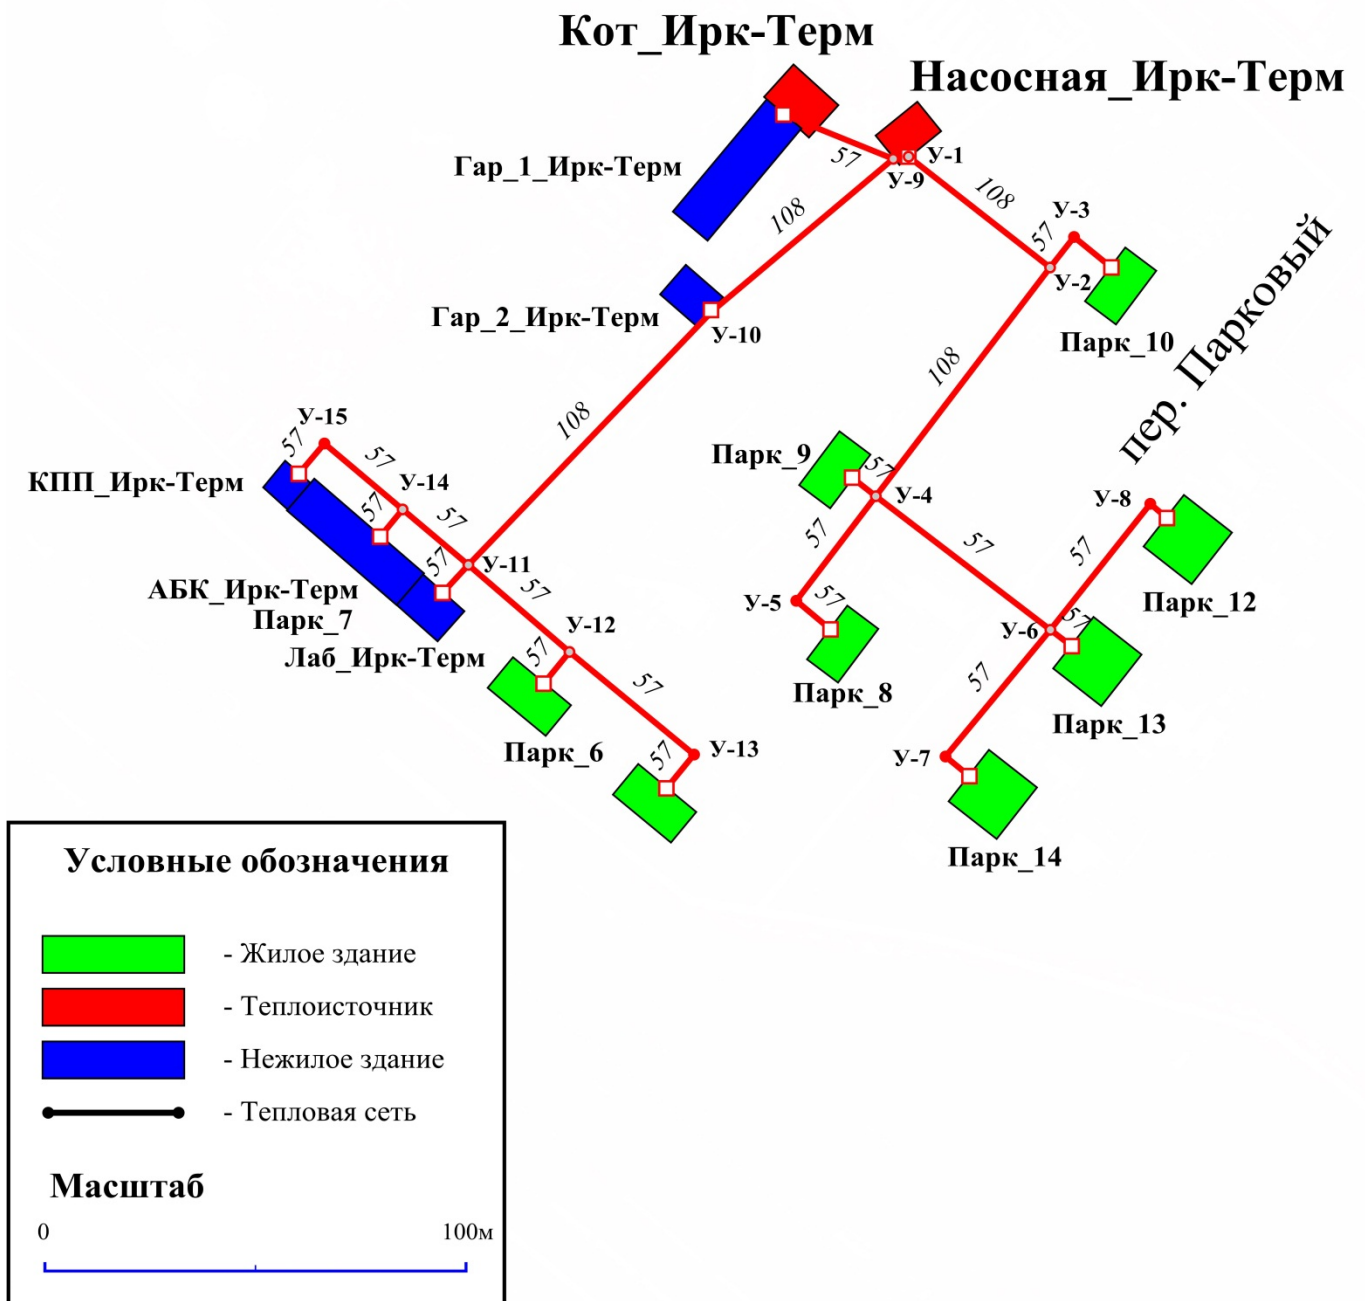 Кот_Ирк-Терм
Насосная_Ирк-Терм
Гар_1_Ирк-Терм
57
У-1
У-9
108
108
У-3
57
У-2
Парк_10
пер. Парковый
Гар_2_Ирк-Терм
У-10
108
108
У-15
57
57
КПП_Ирк-Терм
У-14
57
57
Парк_9
57
У-4
У-8
57
У-11
57
57
57
57
АБК_Ирк-Терм
Парк_7
Лаб_Ирк-Терм
У-12
57
57
У-5
57
Парк_8
У-6
57
Парк_12
57
Парк_13
Парк_6
57
У-13
У-7
Парк_14
Условные обозначения
- Жилое здание
- Теплоисточник
- Нежилое здание
- Тепловая сеть
Масштаб
0
100м